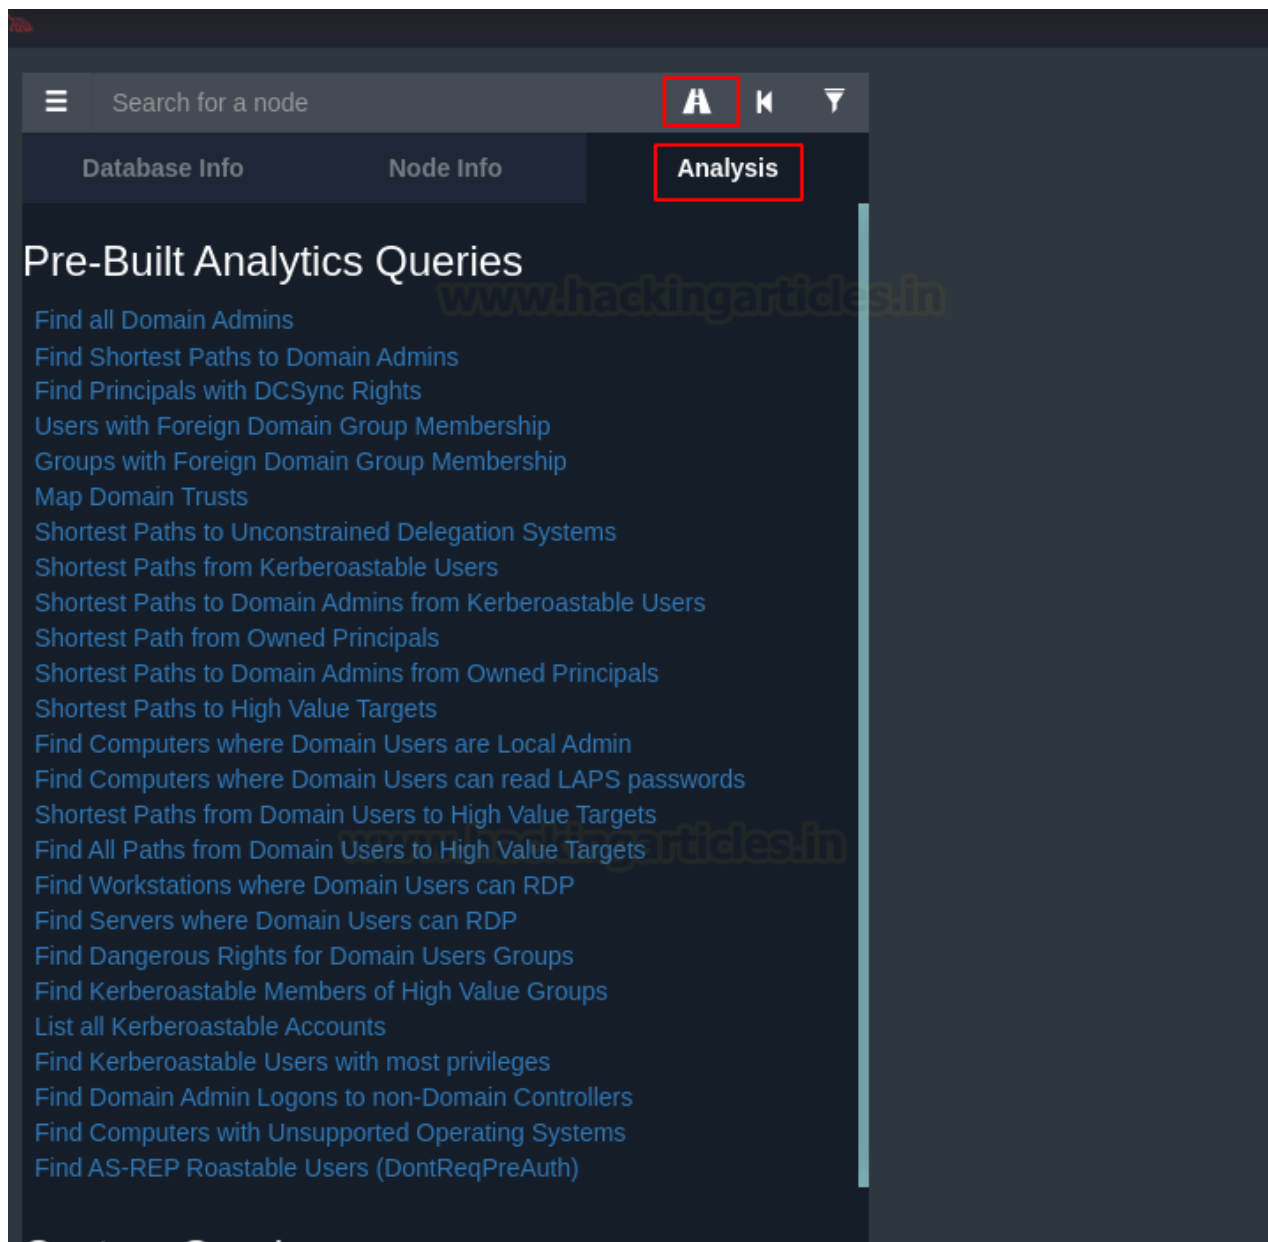 Search for a node
Database Info
Node Info
Analysis
Pre-Built Analytics Queries
www.hackingarticles.in
Find all Domain Admins
Find Shortest Paths to Domain Admins
Find Principals with DCSync Rights
Users with Foreign Domain Group Membership
Groups with Foreign Domain Group Membership
Map Domain Trusts
Shortest Paths to Unconstrained Delegation Systems
Shortest Paths from Kerberoastable Users
Shortest Paths to Domain Admins from Kerberoastable Users
Shortest Path from Owned Principals
Shortest Paths to Domain Admins from Owned Principals
Shortest Paths to High Value Targets
Find Computers where Domain Users are Local Admin
Find Computers where Domain Users can read LAPS passwords
Shortest Paths from Domain Users to High Value Targets
www.hackingarticles.in
Find All Paths from Domain Users to High Value Targets
Find Workstations where Domain Users can RDP
Find Servers where Domain Users can RDP
Find Dangerous Rights for Domain Users Groups
Find Kerberoastable Members of High Value Groups
List all Kerberoastable Accounts
Find Kerberoastable Users with most privileges
Find Domain Admin Logons to non-Domain Controllers
Find Computers with Unsupported Operating Systems
Find AS-REP Roastable Users (DontReqPreAuth)